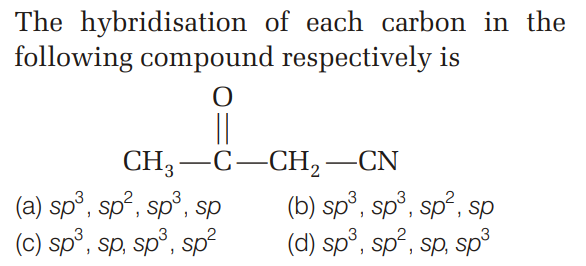 The hybridisation of each carbon in the
following compound respectively is
O
||
CH₃—C—CH₂—CN
(a) sp³, sp², sp³, sp (b) sp³, sp³, sp², sp
(c) sp³, sp, sp³, sp² (d) sp³, sp², sp, sp³